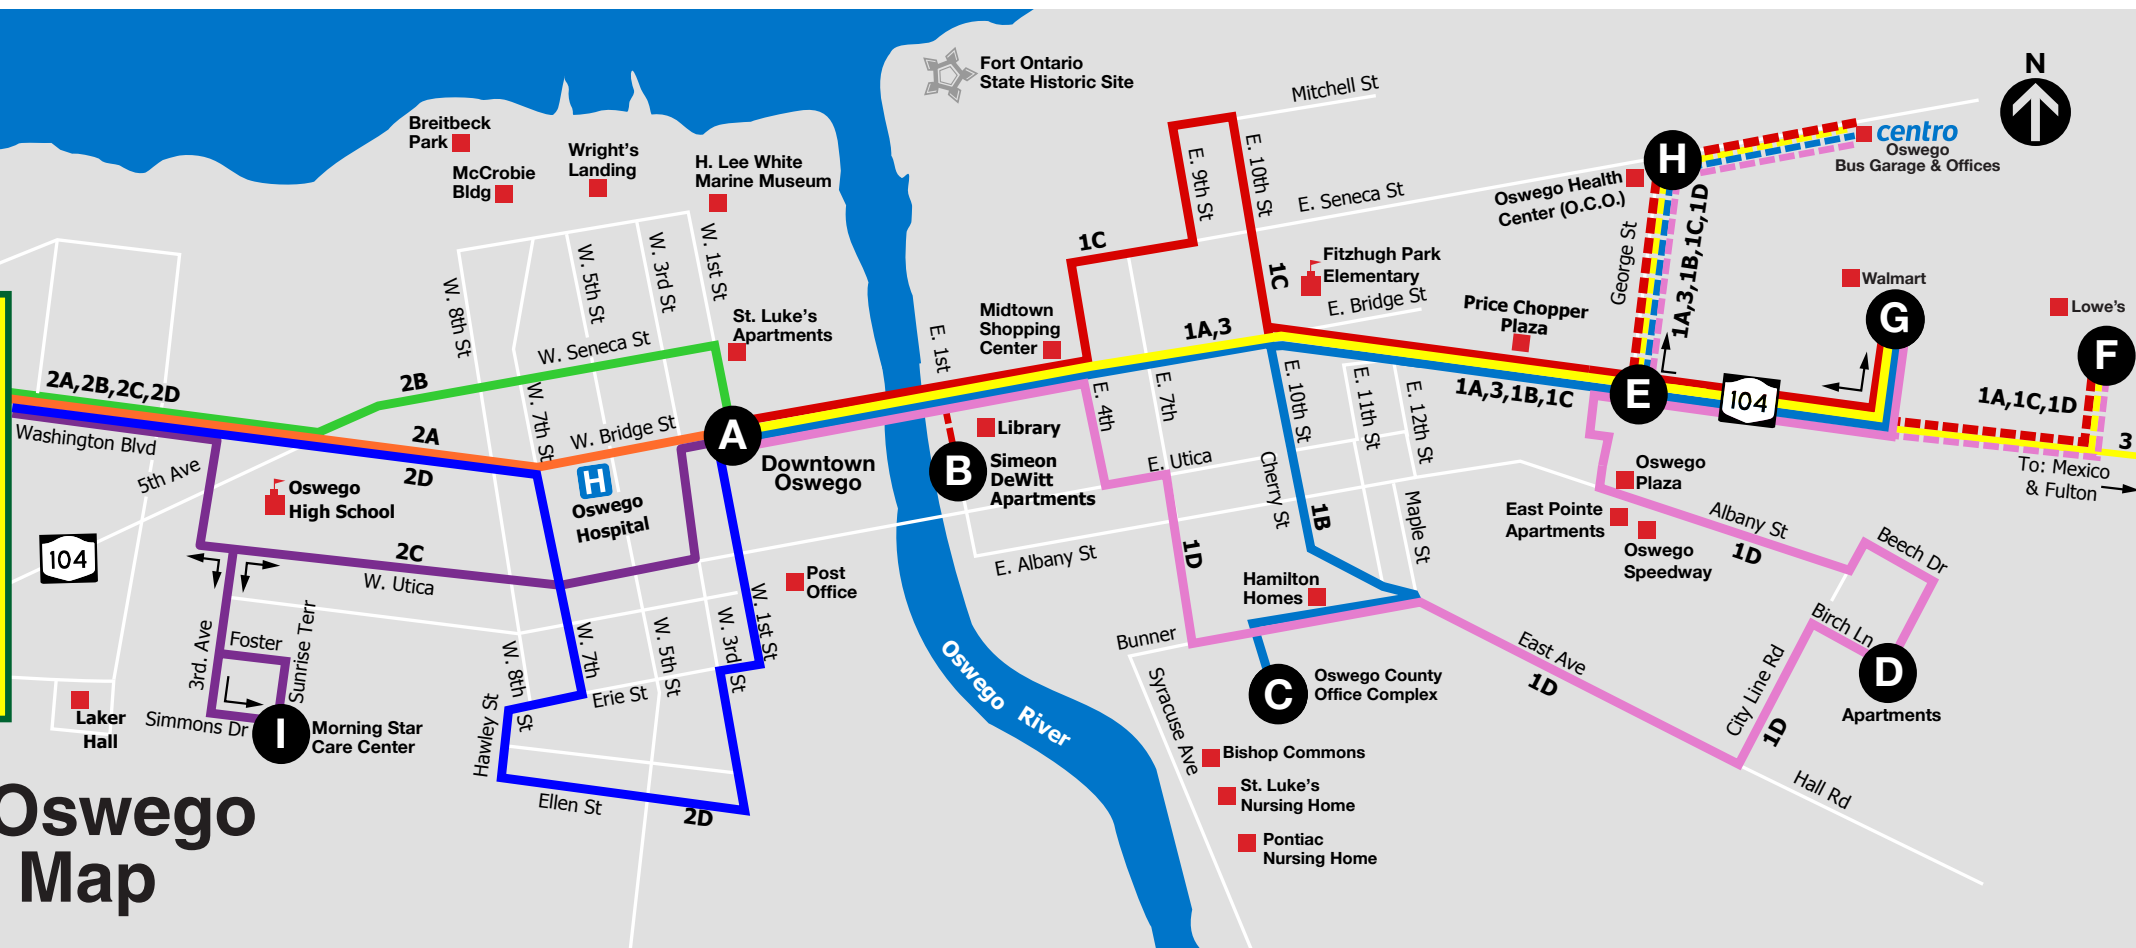 Fort Ontario
State Historic Site
Mitchell St
N
centro
Oswego
Bus Garage & Offices
Breitbeck
Park
McCrobie
Bldg
Wright's
Landing
H. Lee White
Marine Museum
W. 8th St
W. 5th St
W. 3rd St
W. 1st St
St. Luke's
Apartments
W. Seneca St
2B
2A,2B,2C,2D
Washington Blvd
5th Ave
2A
2D
W. 7th St
W. Bridge St
A
Downtown
Oswego
H
Oswego
Hospital
Oswego
High School
104
2C
W. Utica
3rd. Ave
Foster
Sunrise Terr
Simmons Dr
I
Morning Star
Care Center
Laker
Hall
Oswego
Map
Hawley St
W. 8th
St
W. 7th
Erie St
W. 5th St
W. 3rd St
W. 1st St
Ellen St
2D
Post
Office
E. 1st
Library
B
Simeon
DeWitt
Apartments
Midtown
Shopping
Center
1C
E. 9th St
E. 10th St
1C
E. Seneca St
Fitzhugh Park
Elementary
E. Bridge St
1A,3
E. 4th
E. 7th
E. Utica
E. Albany St
1D
Cherry St
E. 10th St
1B
E. 11th St
E. 12th St
Maple St
Hamilton
Homes
Bunner
Syracuse Ave
C
Oswego County
Office Complex
Bishop Commons
St. Luke's
Nursing Home
Pontiac
Nursing Home
Oswego River
Oswego Health
Center (O.C.O.)
H
George St
1A,3,1B,1C,1D
Price Chopper
Plaza
1A,3,1B,1C
E
104
Walmart
G
Lowe's
F
1A,1C,1D
3
To: Mexico
& Fulton
Oswego
Plaza
East Pointe
Apartments
Oswego
Speedway
Albany St
1D
Beech Dr
Birch Ln
D
Apartments
City Line Rd
1D
East Ave
1D
Hall Rd